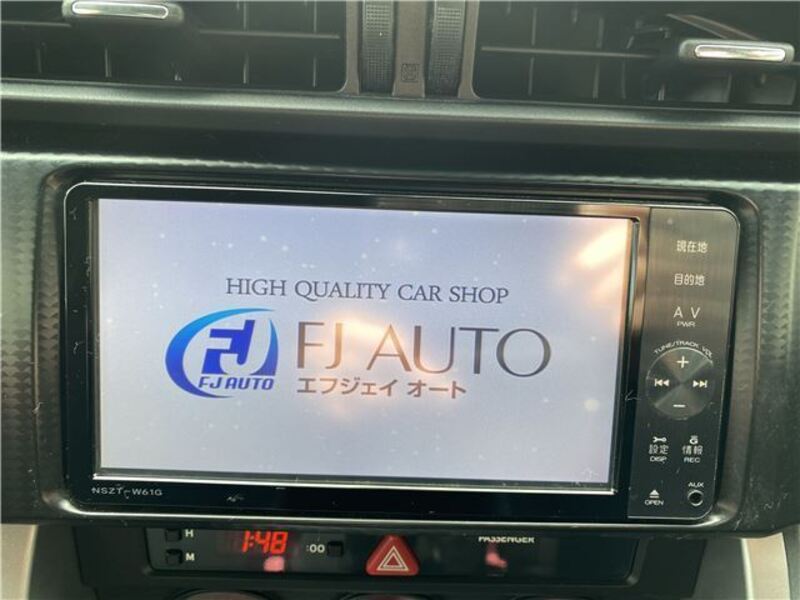 HIGH QUALITY CAR SHOP
FJ AUTO
FJ AUTO
エフジェイ オート
現在地
目的地
AV
PWR
TUNE/TRACK VOL
+
−
設定 情報
DISP REC
AUX
OPEN
NSZT-W61G
H
M
1:48
:00
PASSENGER